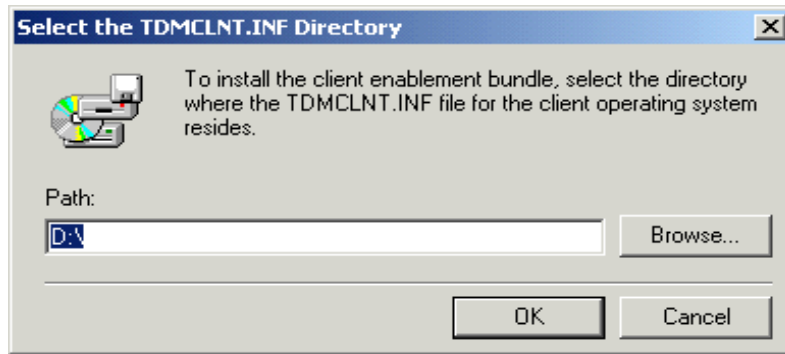 Select the TDMCLNT.INF Directory
To install the client enablement bundle, select the directory
where the TDMCLNT.INF file for the client operating system
resides.
Path:
D:\
Browse...
OK
Cancel